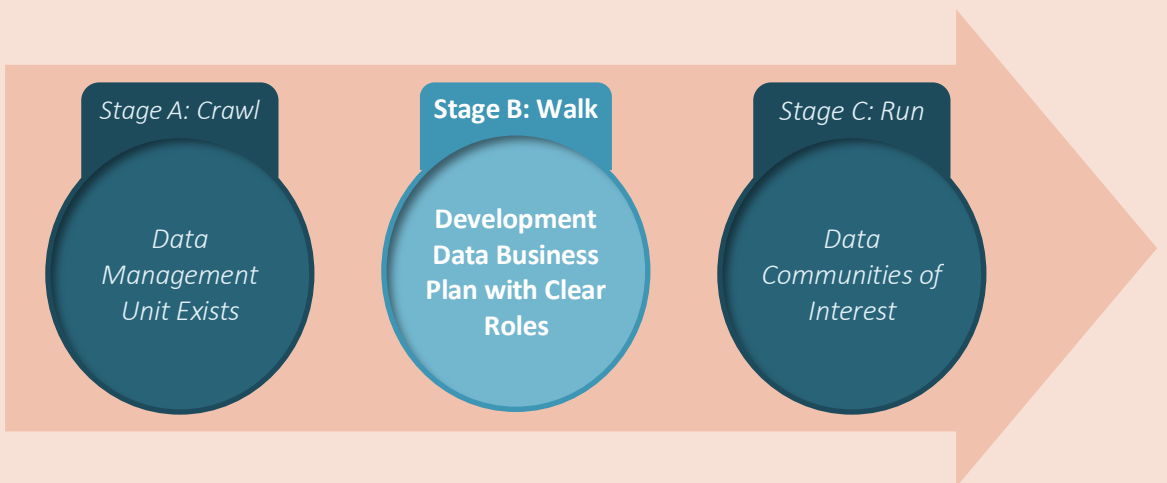 Stage A: Crawl
Data
Management
Unit Exists
Stage B: Walk
Development
Data Business
Plan with Clear
Roles
Stage C: Run
Data
Communities of
Interest